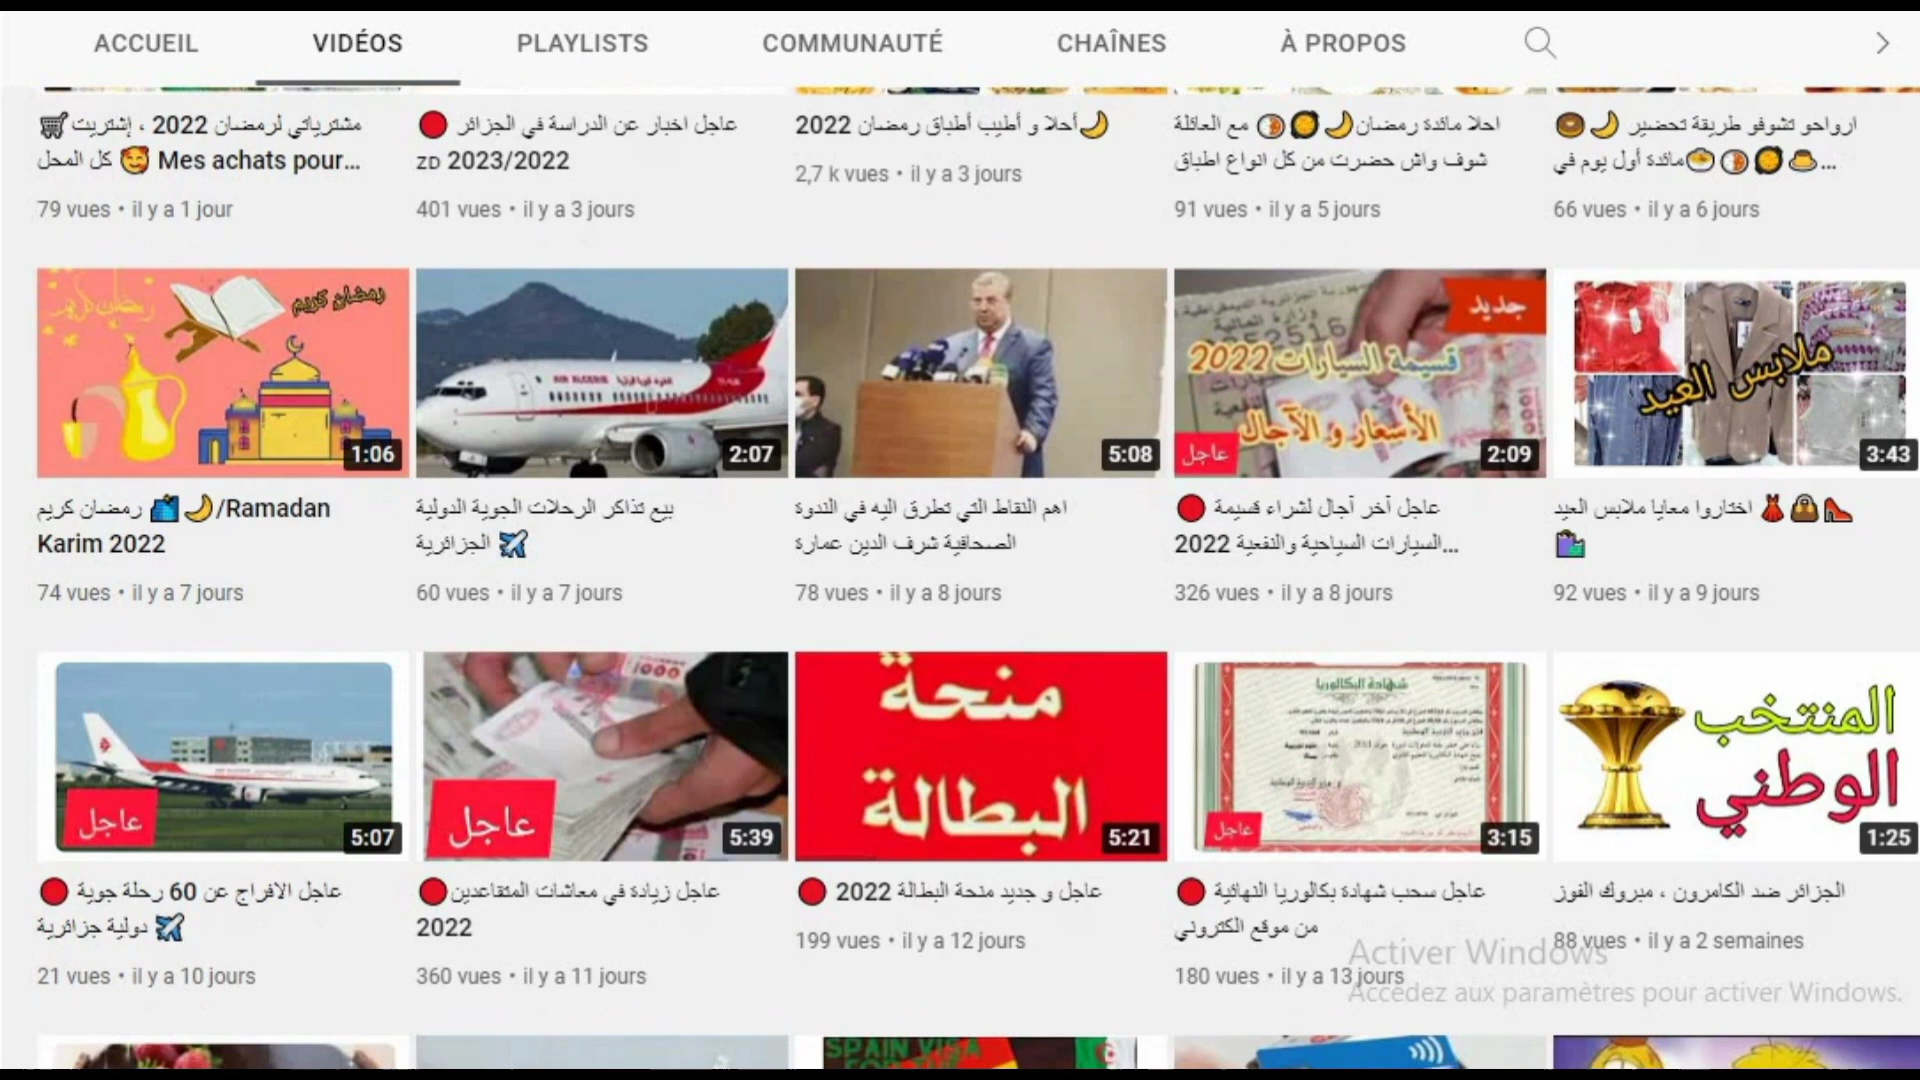 ACCUEIL VIDÉOS PLAYLISTS COMMUNAUTÉ CHAÎNES À PROPOS
مشترياتي لرمضان 2022 ، إشتريت 🛒
كل المحل 🥰 Mes achats pour...
79 vues • il y a 1 jour
🔴 عاجل اخبار عن الدراسة في الجزائر
ZD 2023/2022
401 vues • il y a 3 jours
🌙أحلا و أطيب أطباق رمضان 2022
2,7 k vues • il y a 3 jours
احلا مائدة رمضان🌙🥘🍛 مع العائلة
شوف واش حضرت من كل انواع اطباق
91 vues • il y a 5 jours
ارواحو تشوفو طريقة تحضير 🌙🍩
مائدة أول يوم في🍲🍛🥘🍮...
66 vues • il y a 6 jours
رمضان كريم
رمضان كريم
1:06
AIR ALGERIE
2:07
5:08
جديد
قسيمة السيارات 2022
الأسعار و الآجال
عاجل
2:09
ملابس العيد
3:43
رمضان كريم 🕌🌙/Ramadan
Karim 2022
74 vues • il y a 7 jours
بيع تذاكر الرحلات الجوية الدولية
الجزائرية ✈️
60 vues • il y a 7 jours
اهم النقاط التي تطرق اليه في الندوة
الصحافية شرف الدين عمارة
78 vues • il y a 8 jours
🔴 عاجل آخر آجال لشراء قسيمة
السيارات السياحية والنفعية 2022...
326 vues • il y a 8 jours
اختاروا معايا ملابس العيد 👗👜👠
🛍️
92 vues • il y a 9 jours
عاجل
5:07
عاجل
5:39
منحة
البطالة
5:21
شهادة البكالوريا
عاجل
3:15
المنتخب
الوطني
1:25
🔴 عاجل الافراج عن 60 رحلة جوية
دولية جزائرية ✈️
21 vues • il y a 10 jours
🔴عاجل زيادة في معاشات المتقاعدين
2022
360 vues • il y a 11 jours
🔴 عاجل و جديد منحة البطالة 2022
199 vues • il y a 12 jours
🔴 عاجل سحب شهادة بكالوريا النهائية
من موقع الكتروني
180 vues • il y a 13 jours
الجزائر ضد الكامرون ، مبروك الفوز
88 vues • il y a 2 semaines
Activer Windows
Accédez aux paramètres pour activer Windows.
SPAIN VISA